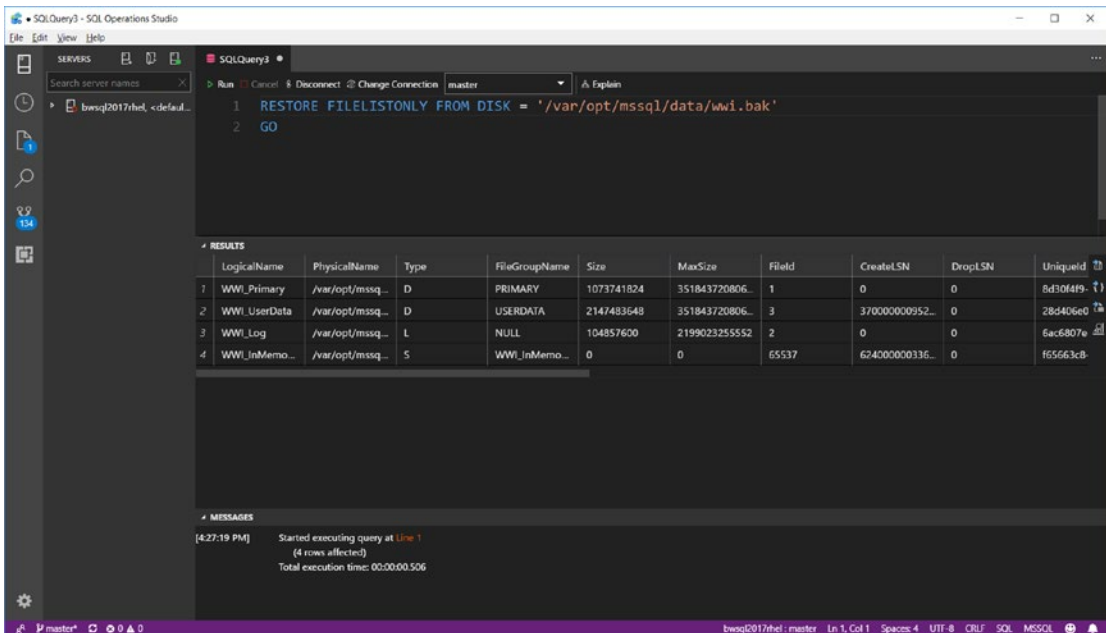 • SQLQuery3 - SQL Operations Studio
File Edit View Help
SERVERS
Search server names
bwsql2017rhel, <defaul...
1
134
SQLQuery3 •
Run Cancel Disconnect Change Connection master Explain
1 RESTORE FILELISTONLY FROM DISK = '/var/opt/mssql/data/wwi.bak'
2 GO
RESULTS
LogicalName PhysicalName Type FileGroupName Size MaxSize FileId CreateLSN DropLSN UniqueId
1 WWI_Primary /var/opt/mssq... D PRIMARY 1073741824 351843720806... 1 0 0 8d30f4f9-
2 WWI_UserData /var/opt/mssq... D USERDATA 2147483648 351843720806... 3 370000000952... 0 28d406e0
3 WWI_Log /var/opt/mssq... L NULL 104857600 2199023255552 2 0 0 6ac6807e
4 WWI_InMemo... /var/opt/mssq... S WWI_InMemo... 0 0 65537 624000000336... 0 f65663c8-
MESSAGES
[4:27:19 PM] Started executing query at Line 1
(4 rows affected)
Total execution time: 00:00:00.506
master* 0 0 bwsql2017rhel : master Ln 1, Col 1 Spaces: 4 UTF-8 CRLF SQL MSSQL